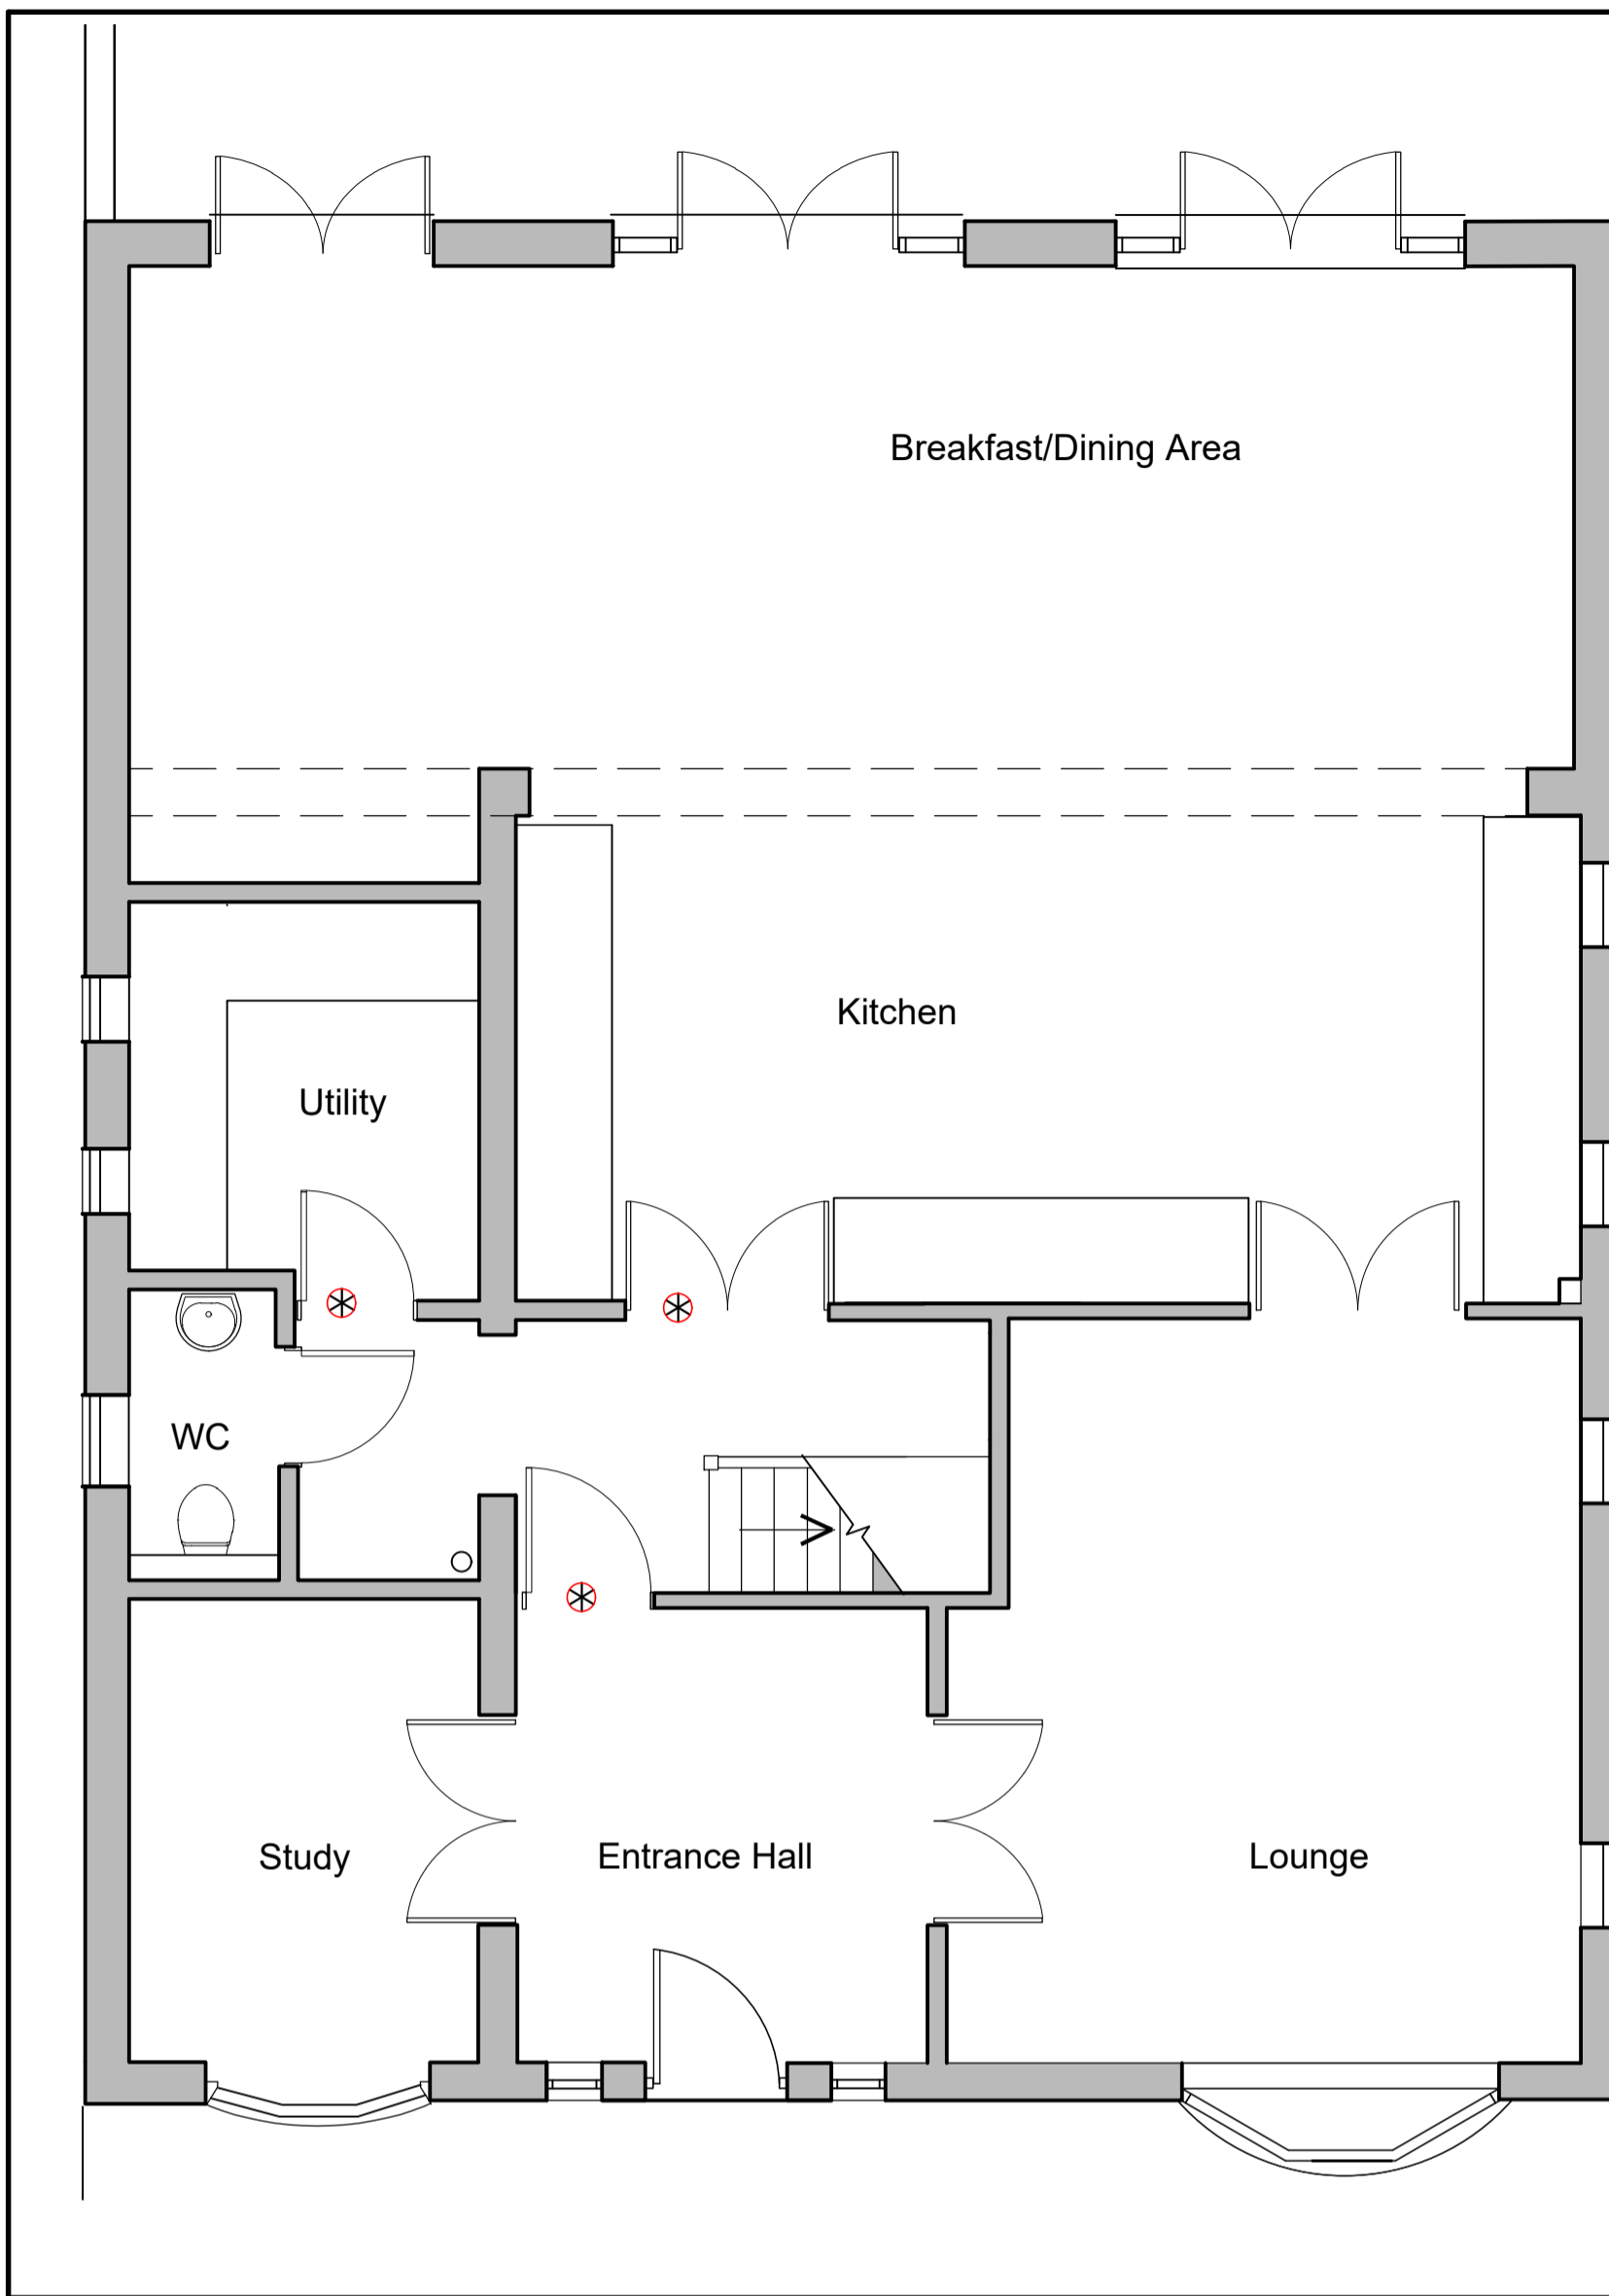 Breakfast/Dining Area
Kitchen
Utility
WC
Study
Entrance Hall
Lounge